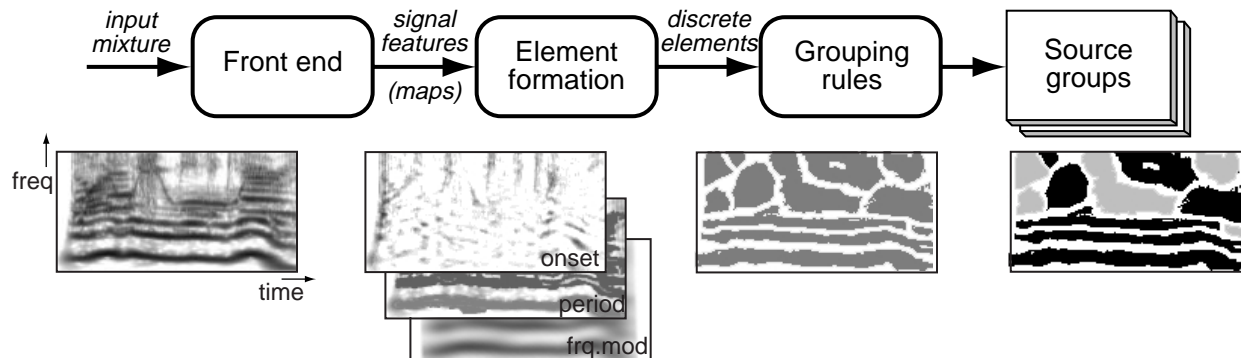 input
mixture
Front end
signal
features
(maps)
Element
formation
discrete
elements
Grouping
rules
Source
groups
freq
time
onset
period
frq.mod